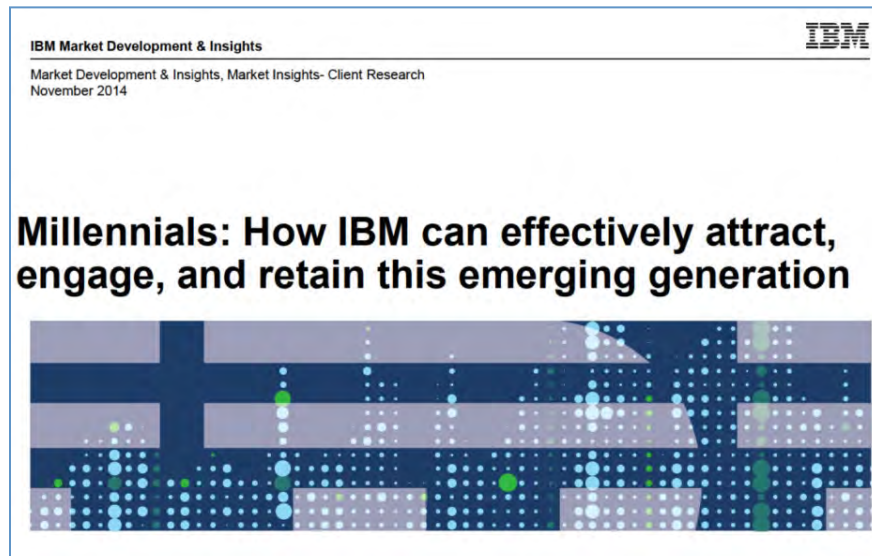 IBM Market Development & Insights
IBM
Market Development & Insights, Market Insights- Client Research
November 2014
Millennials: How IBM can effectively attract,
engage, and retain this emerging generation